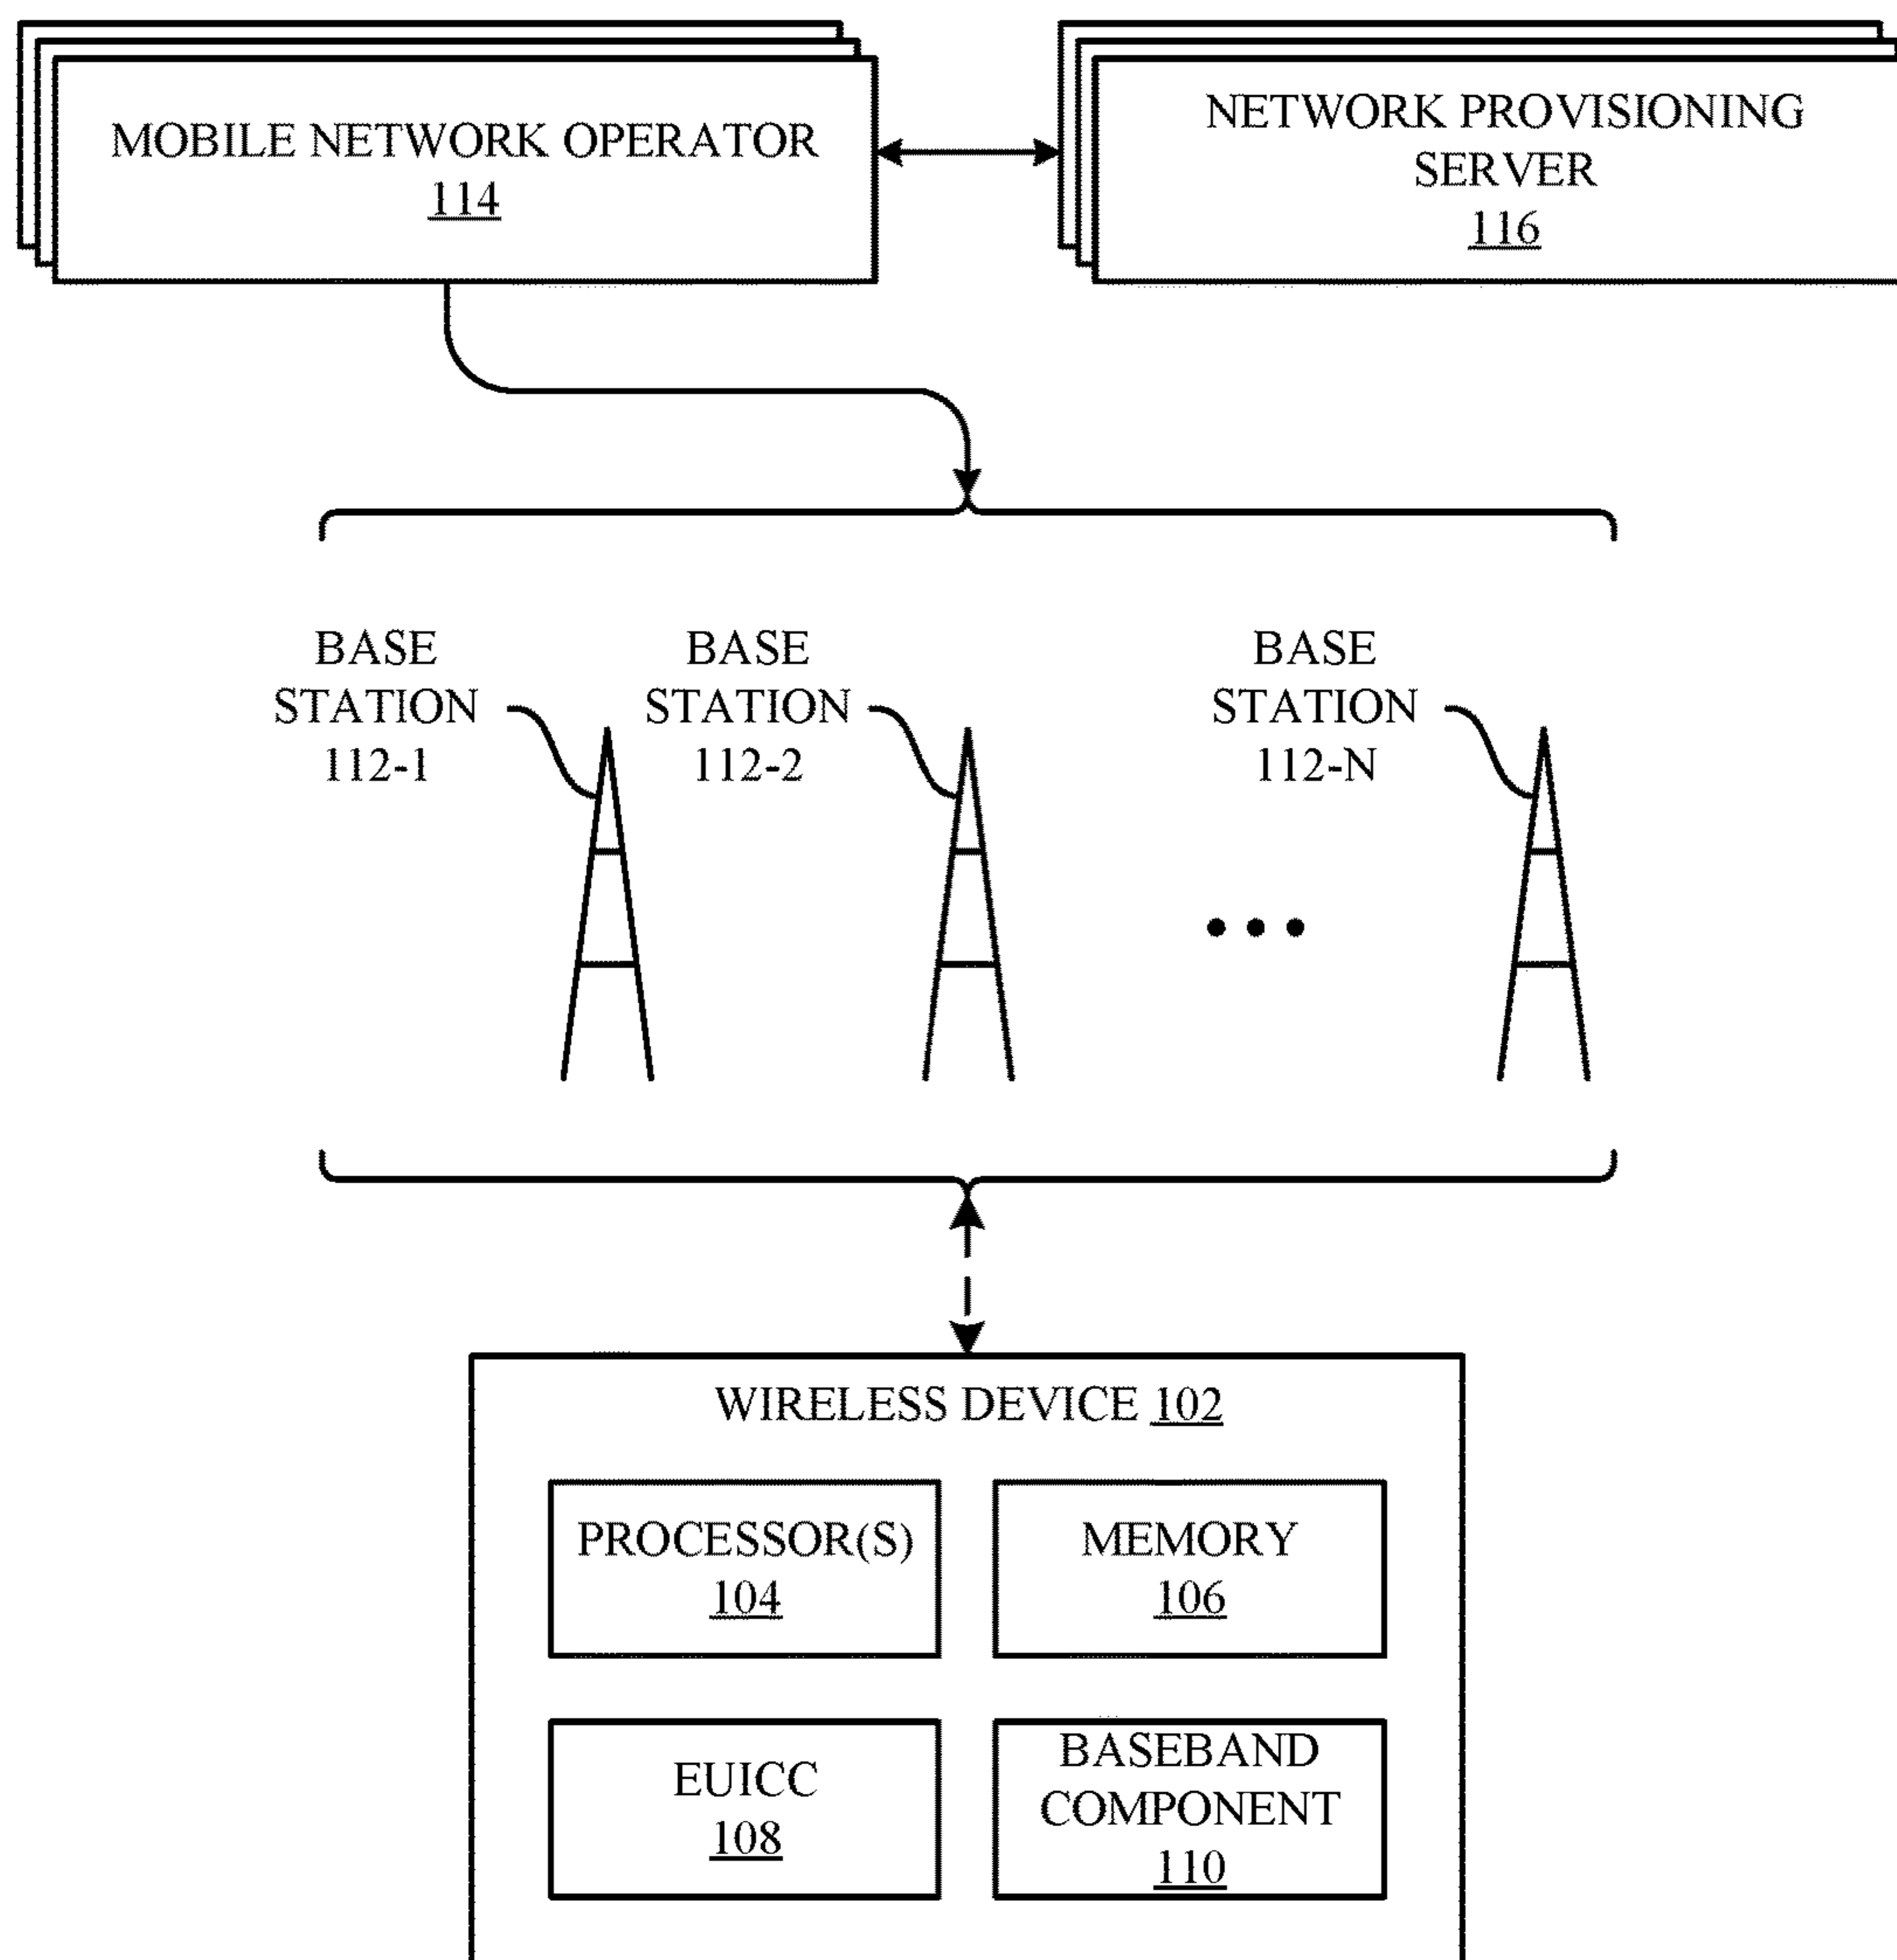 MOBILE NETWORK OPERATOR
114
NETWORK PROVISIONING
SERVER
116
BASE
STATION
112-1
BASE
STATION
112-2
BASE
STATION
112-N
WIRELESS DEVICE 102
PROCESSOR(S)
104
MEMORY
106
EUICC
108
BASEBAND
COMPONENT
110